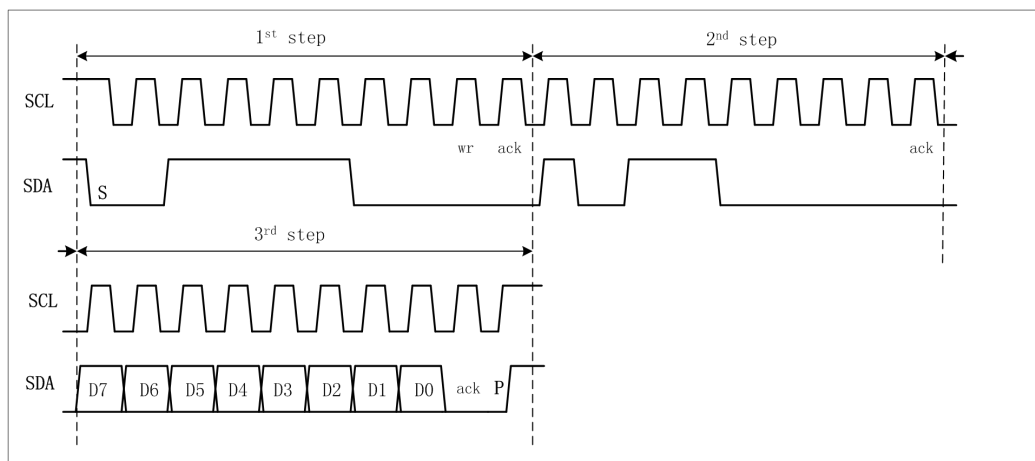 1st step 2nd step
SCL
wr ack ack
SDA S
3rd step
SCL
SDA D7 D6 D5 D4 D3 D2 D1 D0 ack P